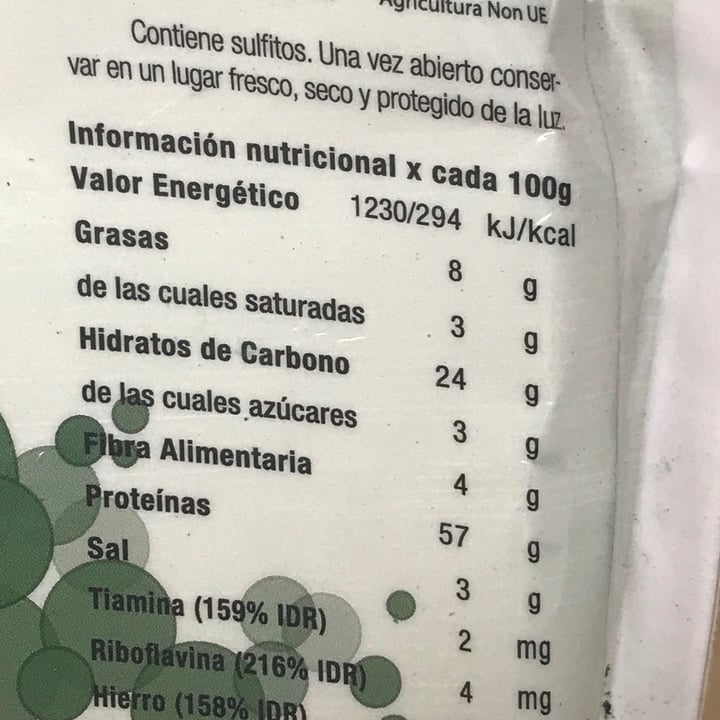 Agricultura Non UE
Contiene sulfitos. Una vez abierto conser-
var en un lugar fresco, seco y protegido de la luz.
Información nutricional x cada 100g
Valor Energético 1230/294 kJ/kcal
Grasas 8 g
de las cuales saturadas 3 g
Hidratos de Carbono 24 g
de las cuales azúcares 3 g
Fibra Alimentaria 4 g
Proteínas 57 g
Sal 3 g
Tiamina (159% IDR) 2 mg
Riboflavina (216% IDR) 4 mg
Hierro (158% IDR)